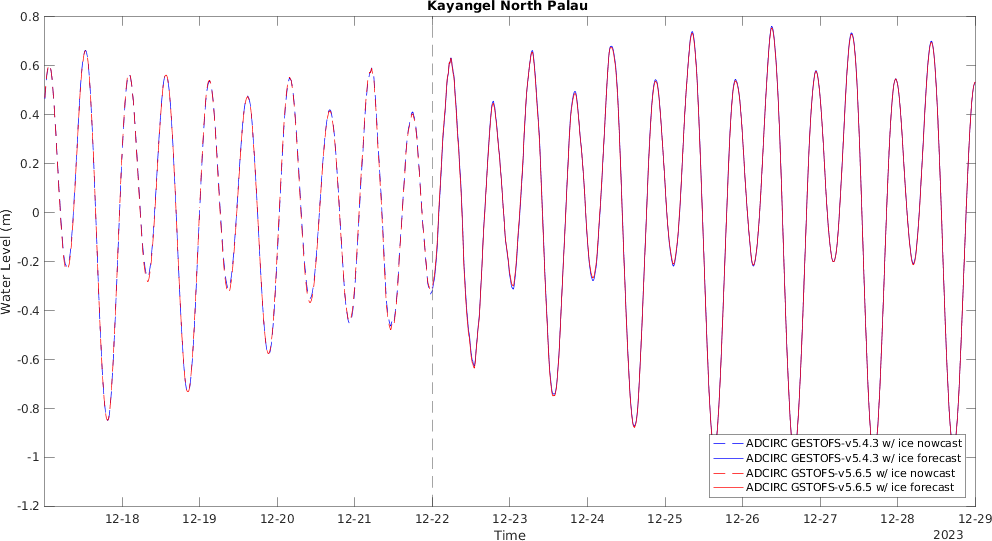 Kayangel North Palau
0.8
0.6
0.4
0.2
0
-0.2
-0.4
-0.6
-0.8
-1
-1.2
Water Level (m)
ADCIRC GESTOFS-v5.4.3 w/ ice nowcast
ADCIRC GESTOFS-v5.4.3 w/ ice forecast
ADCIRC GSTOFS-v5.6.5 w/ ice nowcast
ADCIRC GSTOFS-v5.6.5 w/ ice forecast
12-18 12-19 12-20 12-21 12-22 12-23 12-24 12-25 12-26 12-27 12-28 12-29
Time
2023